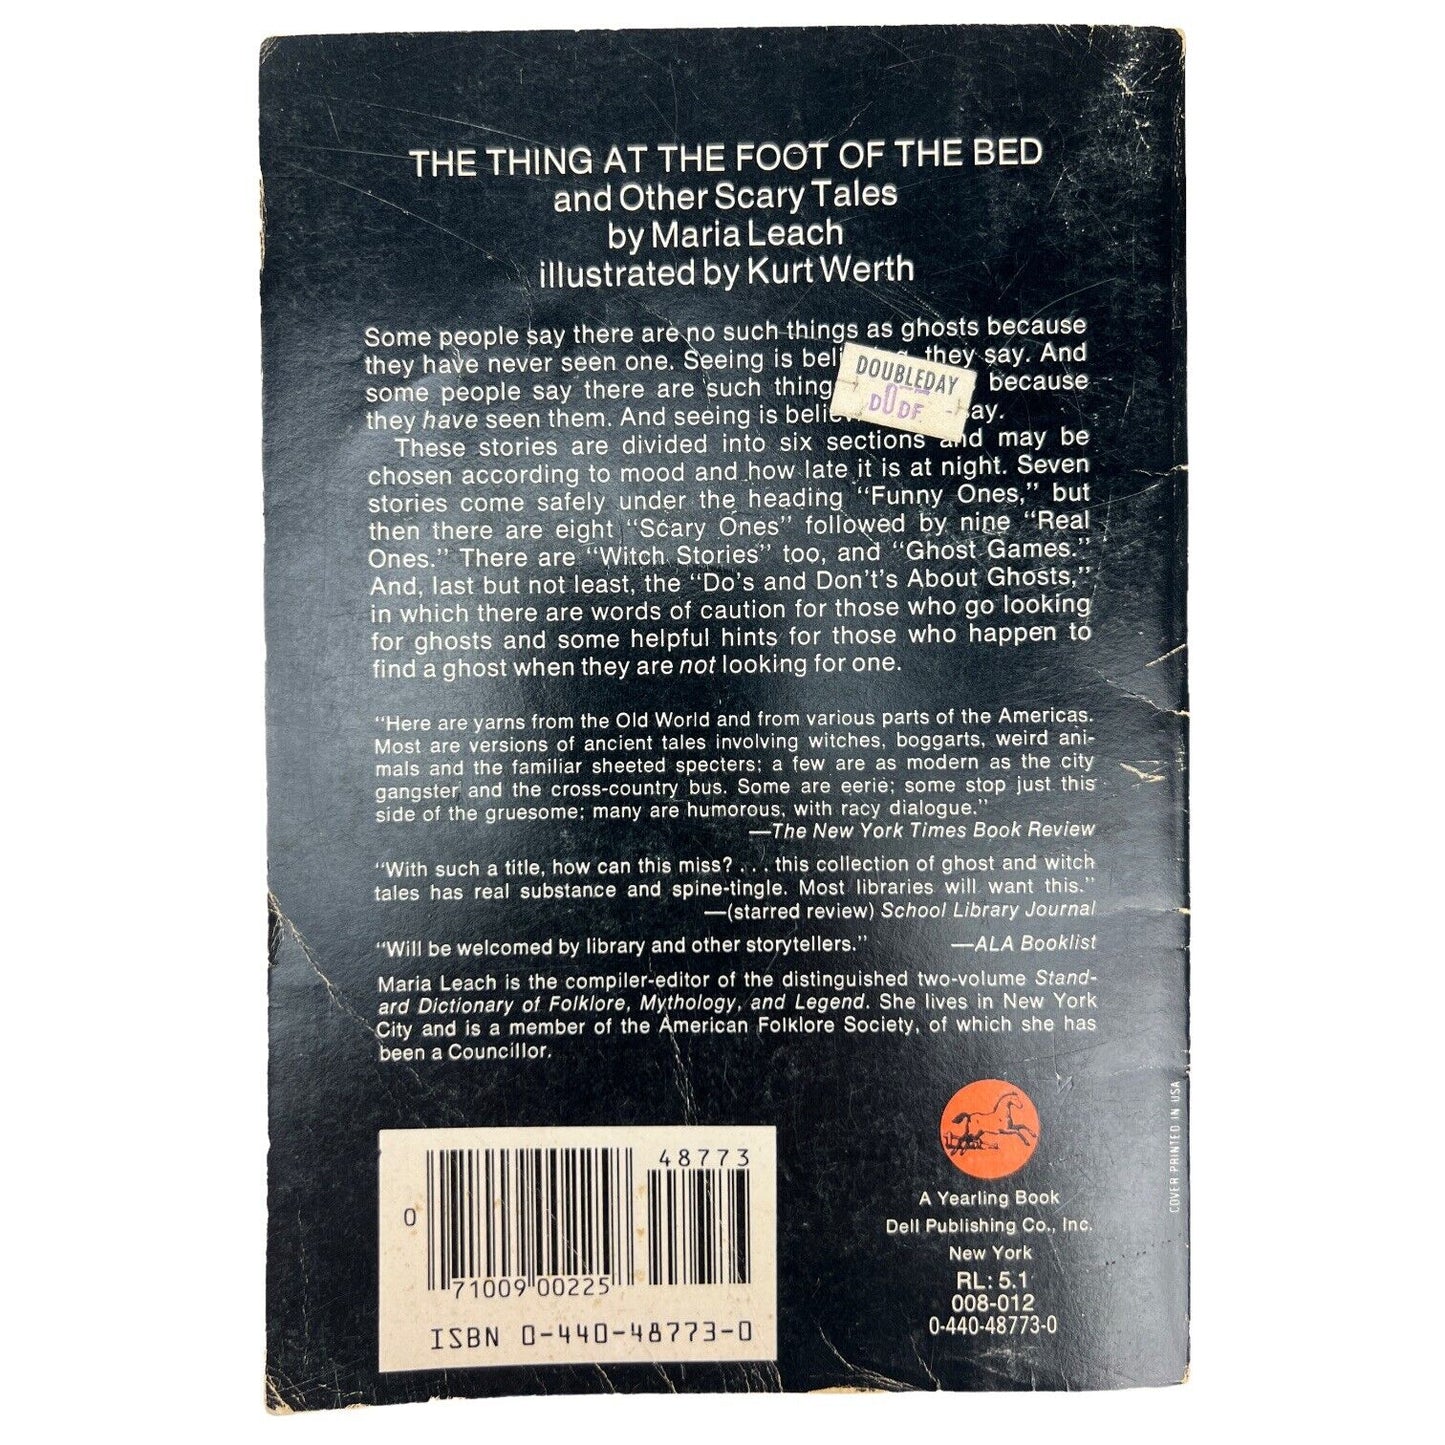 THE THING AT THE FOOT OF THE BED
and Other Scary Tales
by Maria Leach
illustrated by Kurt Werth
Some people say there are no such things as ghosts because
they have never seen one. Seeing is they say. And
some people say there are such because
they have seen them. And seeing is
DOUBLEDAY
These stories are divided into six sections and may be
chosen according to mood and how late it is at night. Seven
stories come safely under the heading "Funny Ones," but
then there are eight "Scary Ones" followed by nine "Real
Ones." There are "Witch Stories" too, and "Ghost Games."
And, last but not least, the "Do's and Don't's About Ghosts,"
in which there are words of caution for those who go looking
for ghosts and some helpful hints for those who happen to
find a ghost when they are not looking for one.
"Here are yarns from the Old World and from various parts of the Americas.
Most are versions of ancient tales involving witches, boggarts, weird ani-
mals and the familiar sheeted specters; a few are as modern as the city
gangster and the cross-country bus. Some are eerie; some stop just this
side of the gruesome; many are humorous, with racy dialogue."
—The New York Times Book Review
"With such a title, how can this miss? . . . this collection of ghost and witch
tales has real substance and spine-tingle. Most libraries will want this."
—(starred review) School Library Journal
"Will be welcomed by library and other storytellers." —ALA Booklist
Maria Leach is the compiler-editor of the distinguished two-volume Stand-
ard Dictionary of Folklore, Mythology, and Legend. She lives in New York
City and is a member of the American Folklore Society, of which she has
been a Councillor.
48773
0
71009 00225
ISBN 0-440-48773-0
A Yearling Book
Dell Publishing Co., Inc.
New York
RL: 5.1
008-012
0-440-48773-0
COVER PRINTED IN USA